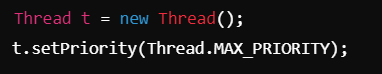 Thread t = new Thread();
t.setPriority(Thread.MAX_PRIORITY);